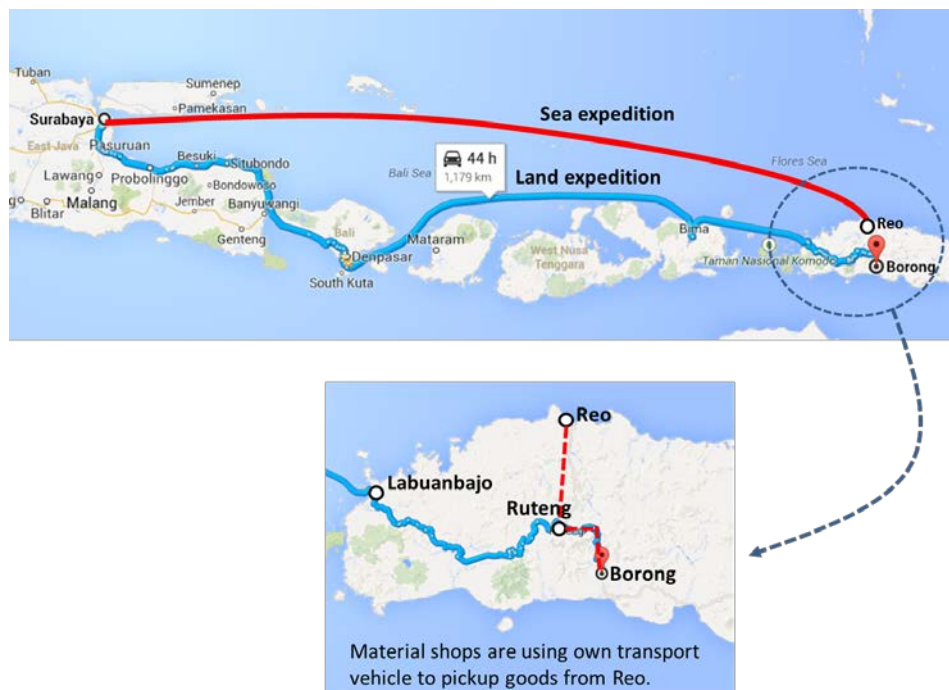 Tuban
Sumenep
Pamekasan
Surabaya
Sea expedition
East Java
Pasuruan
Besuki
Situbondo
44 h
1,179 km
Flores Sea
Bali Sea
Land expedition
Lawang
Probolinggo
Bondowoso
Malang
Jember
Banyuwangi
Blitar
Genteng
Bali
Mataram
Bima
Reo
Denpasar
West Nusa
Tenggara
Taman Nasional Komodo
Borong
South Kuta
Reo
Labuanbajo
Ruteng
Borong
Material shops are using own transport
vehicle to pickup goods from Reo.